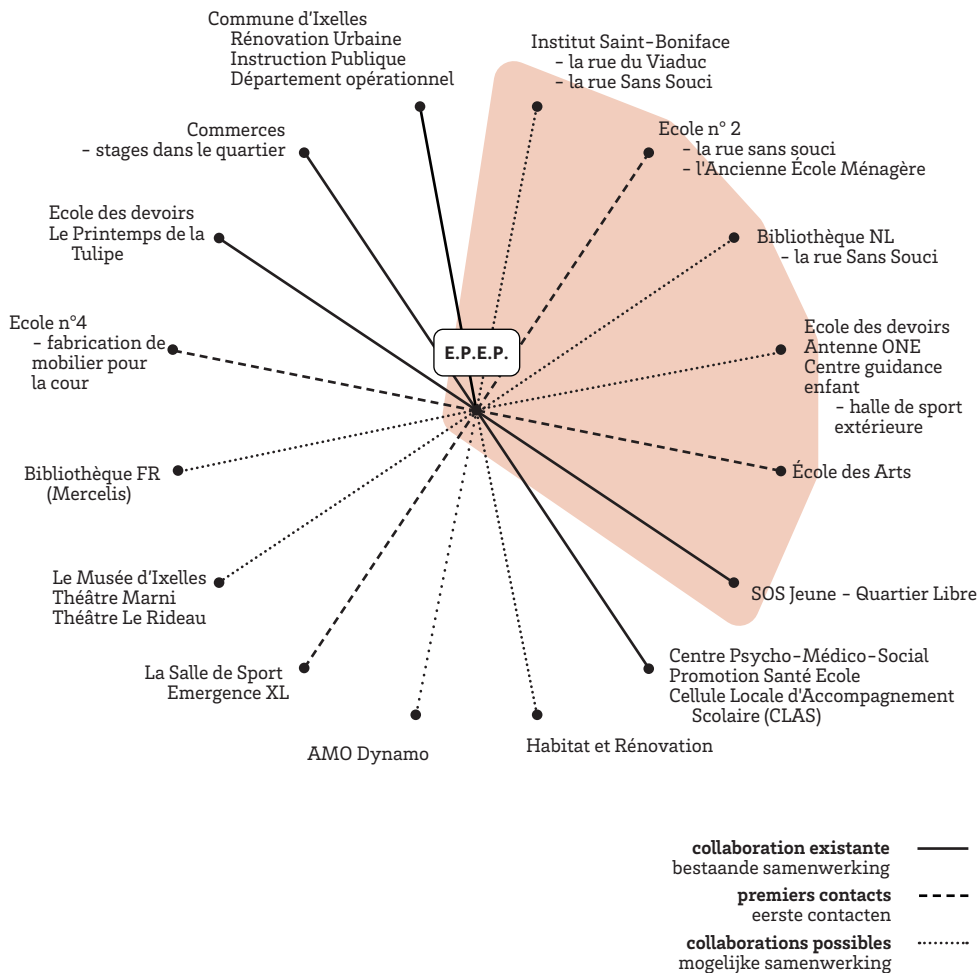 Commune d'Ixelles
Rénovation Urbaine
Instruction Publique
Département opérationnel
Institut Saint-Boniface
- la rue du Viaduc
- la rue Sans Souci
Commerces
- stages dans le quartier
Ecole n° 2
- la rue sans souci
- l'Ancienne École Ménagère
Ecole des devoirs
Le Printemps de la
Tulipe
Bibliothèque NL
- la rue Sans Souci
Ecole n°4
- fabrication de
mobilier pour
la cour
E.P.E.P.
Ecole des devoirs
Antenne ONE
Centre guidance
enfant
- halle de sport
extérieure
Bibliothèque FR
(Mercelis)
École des Arts
Le Musée d'Ixelles
Théâtre Marni
Théâtre Le Rideau
SOS Jeune - Quartier Libre
La Salle de Sport
Emergence XL
Centre Psycho-Médico-Social
Promotion Santé Ecole
Cellule Locale d'Accompagnement
Scolaire (CLAS)
AMO Dynamo
Habitat et Rénovation
collaboration existante
bestaande samenwerking
premiers contacts
eerste contacten
collaborations possibles
mogelijke samenwerking